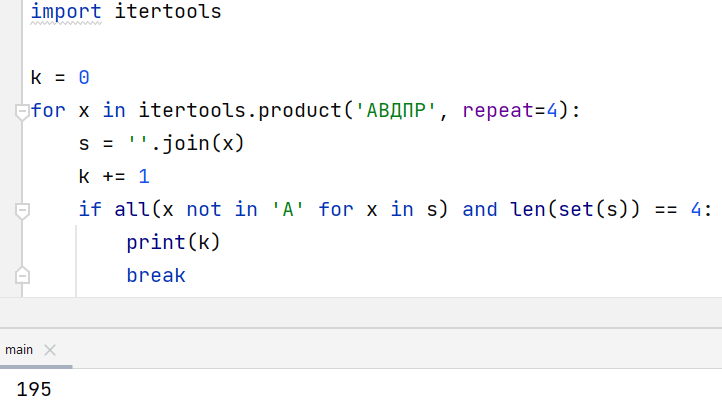 import itertools
k = 0
for x in itertools.product('АВДПР', repeat=4):
    s = ''.join(x)
    k += 1
    if all(x not in 'А' for x in s) and len(set(s)) == 4:
        print(k)
        break
main
195